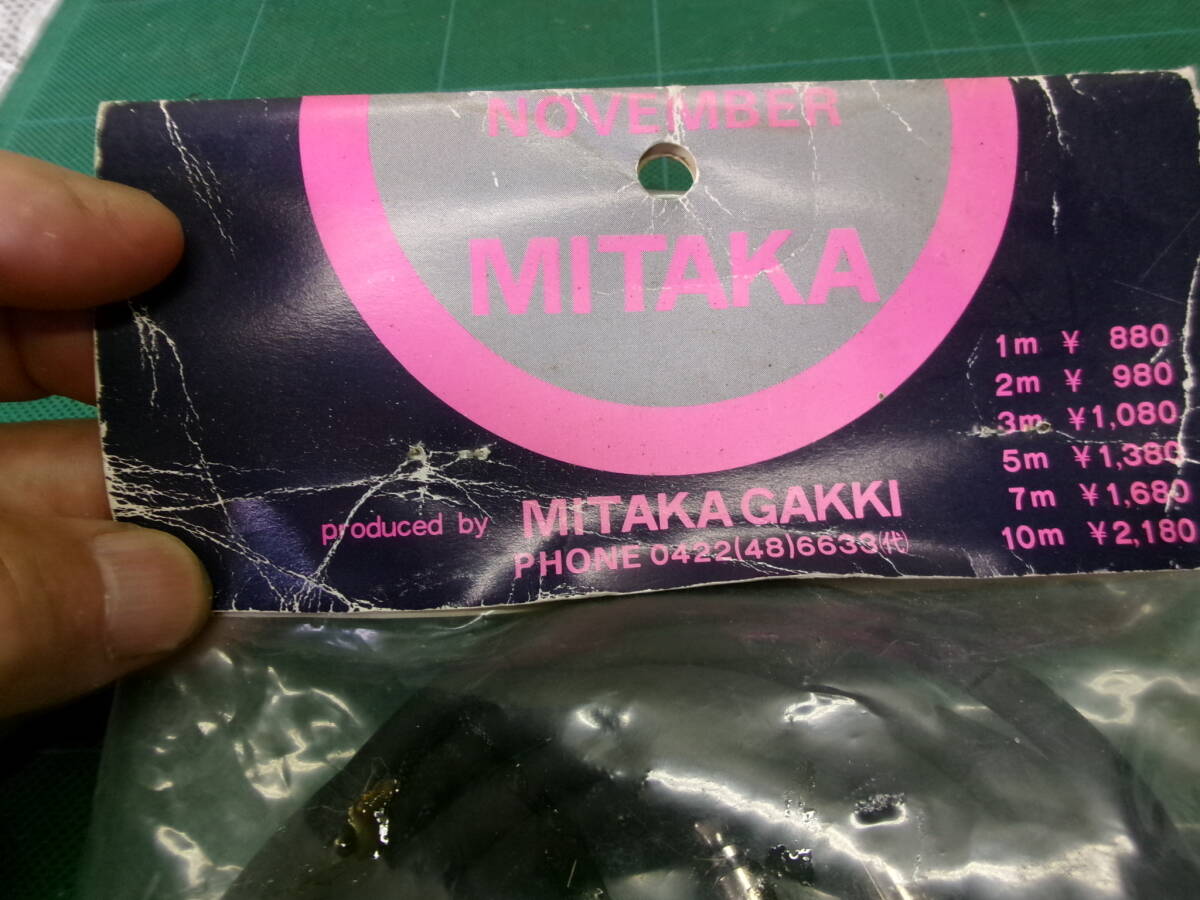 NOVEMBER
MITAKA
1m ¥ 880
2m ¥ 980
3m ¥1,080
5m ¥1,380
7m ¥1,680
10m ¥2,180
produced by MITAKA GAKKI
PHONE 0422(48)6633(代)